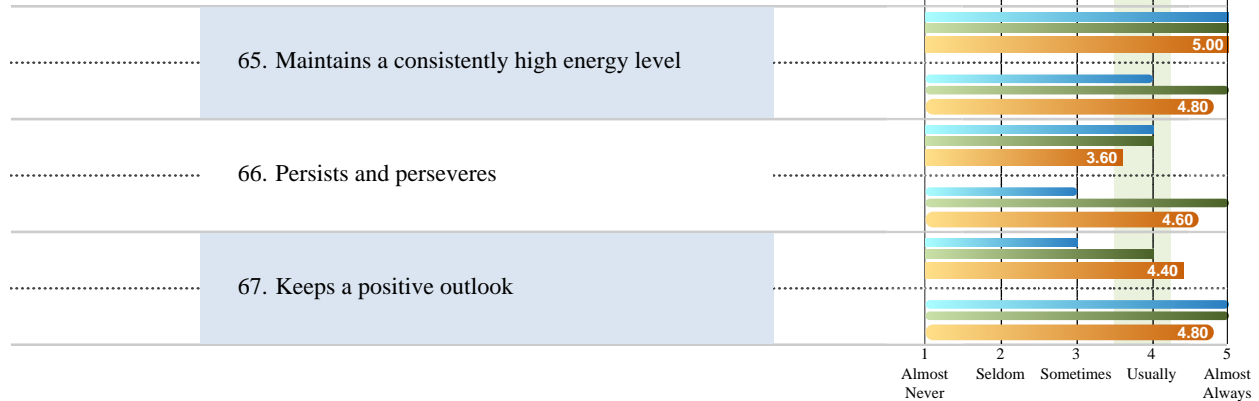 5.00
65. Maintains a consistently high energy level
4.80
3.60
66. Persists and perseveres
4.60
4.40
67. Keeps a positive outlook
4.80
1 2 3 4 5
Almost Seldom Sometimes Usually Almost
Never Always